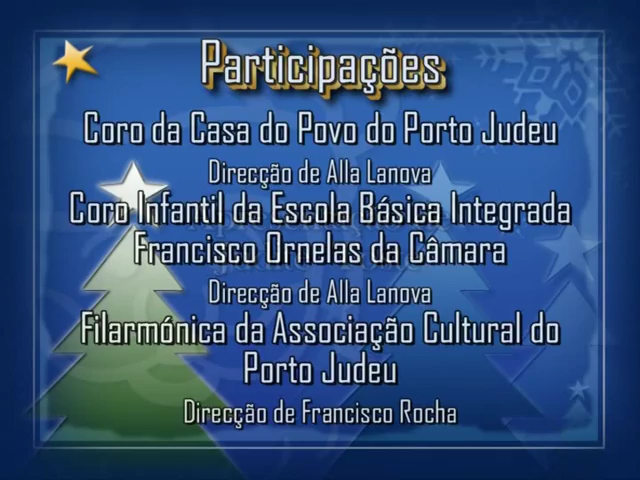 Participações
Coro da Casa do Povo do Porto Judeu
Direcção de Alla Lanova
Coro Infantil da Escola Básica Integrada
Francisco Ornelas da Câmara
Direcção de Alla Lanova
Filarmónica da Associação Cultural do
Porto Judeu
Direcção de Francisco Rocha